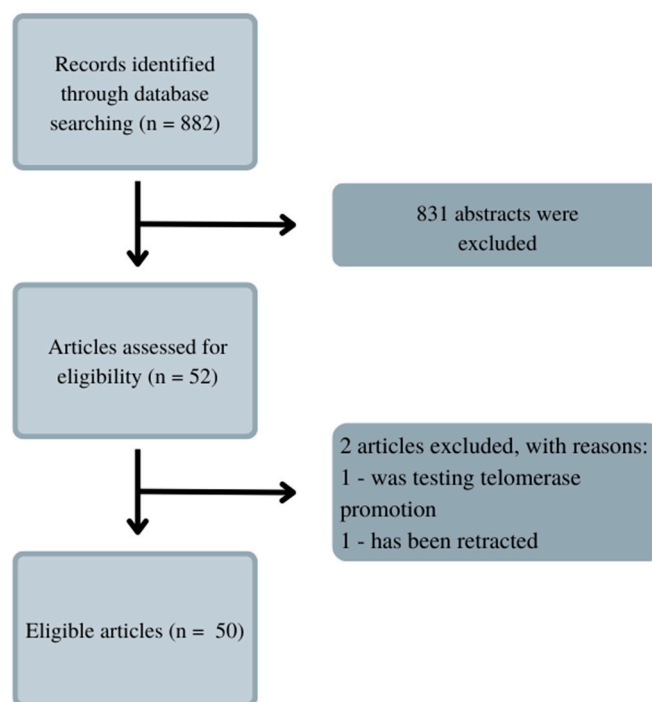 Records identified
through database
searching (n = 882)
831 abstracts were
excluded
Articles assessed for
eligibility (n = 52)
2 articles excluded, with reasons:
1 - was testing telomerase
promotion
1 - has been retracted
Eligible articles (n =  50)